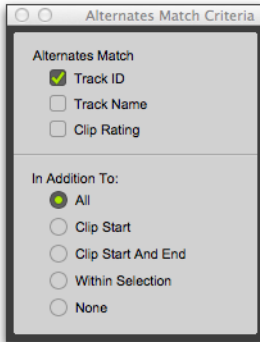 Alternates Match Criteria
Alternates Match
Track ID
Track Name
Clip Rating
In Addition To:
All
Clip Start
Clip Start And End
Within Selection
None